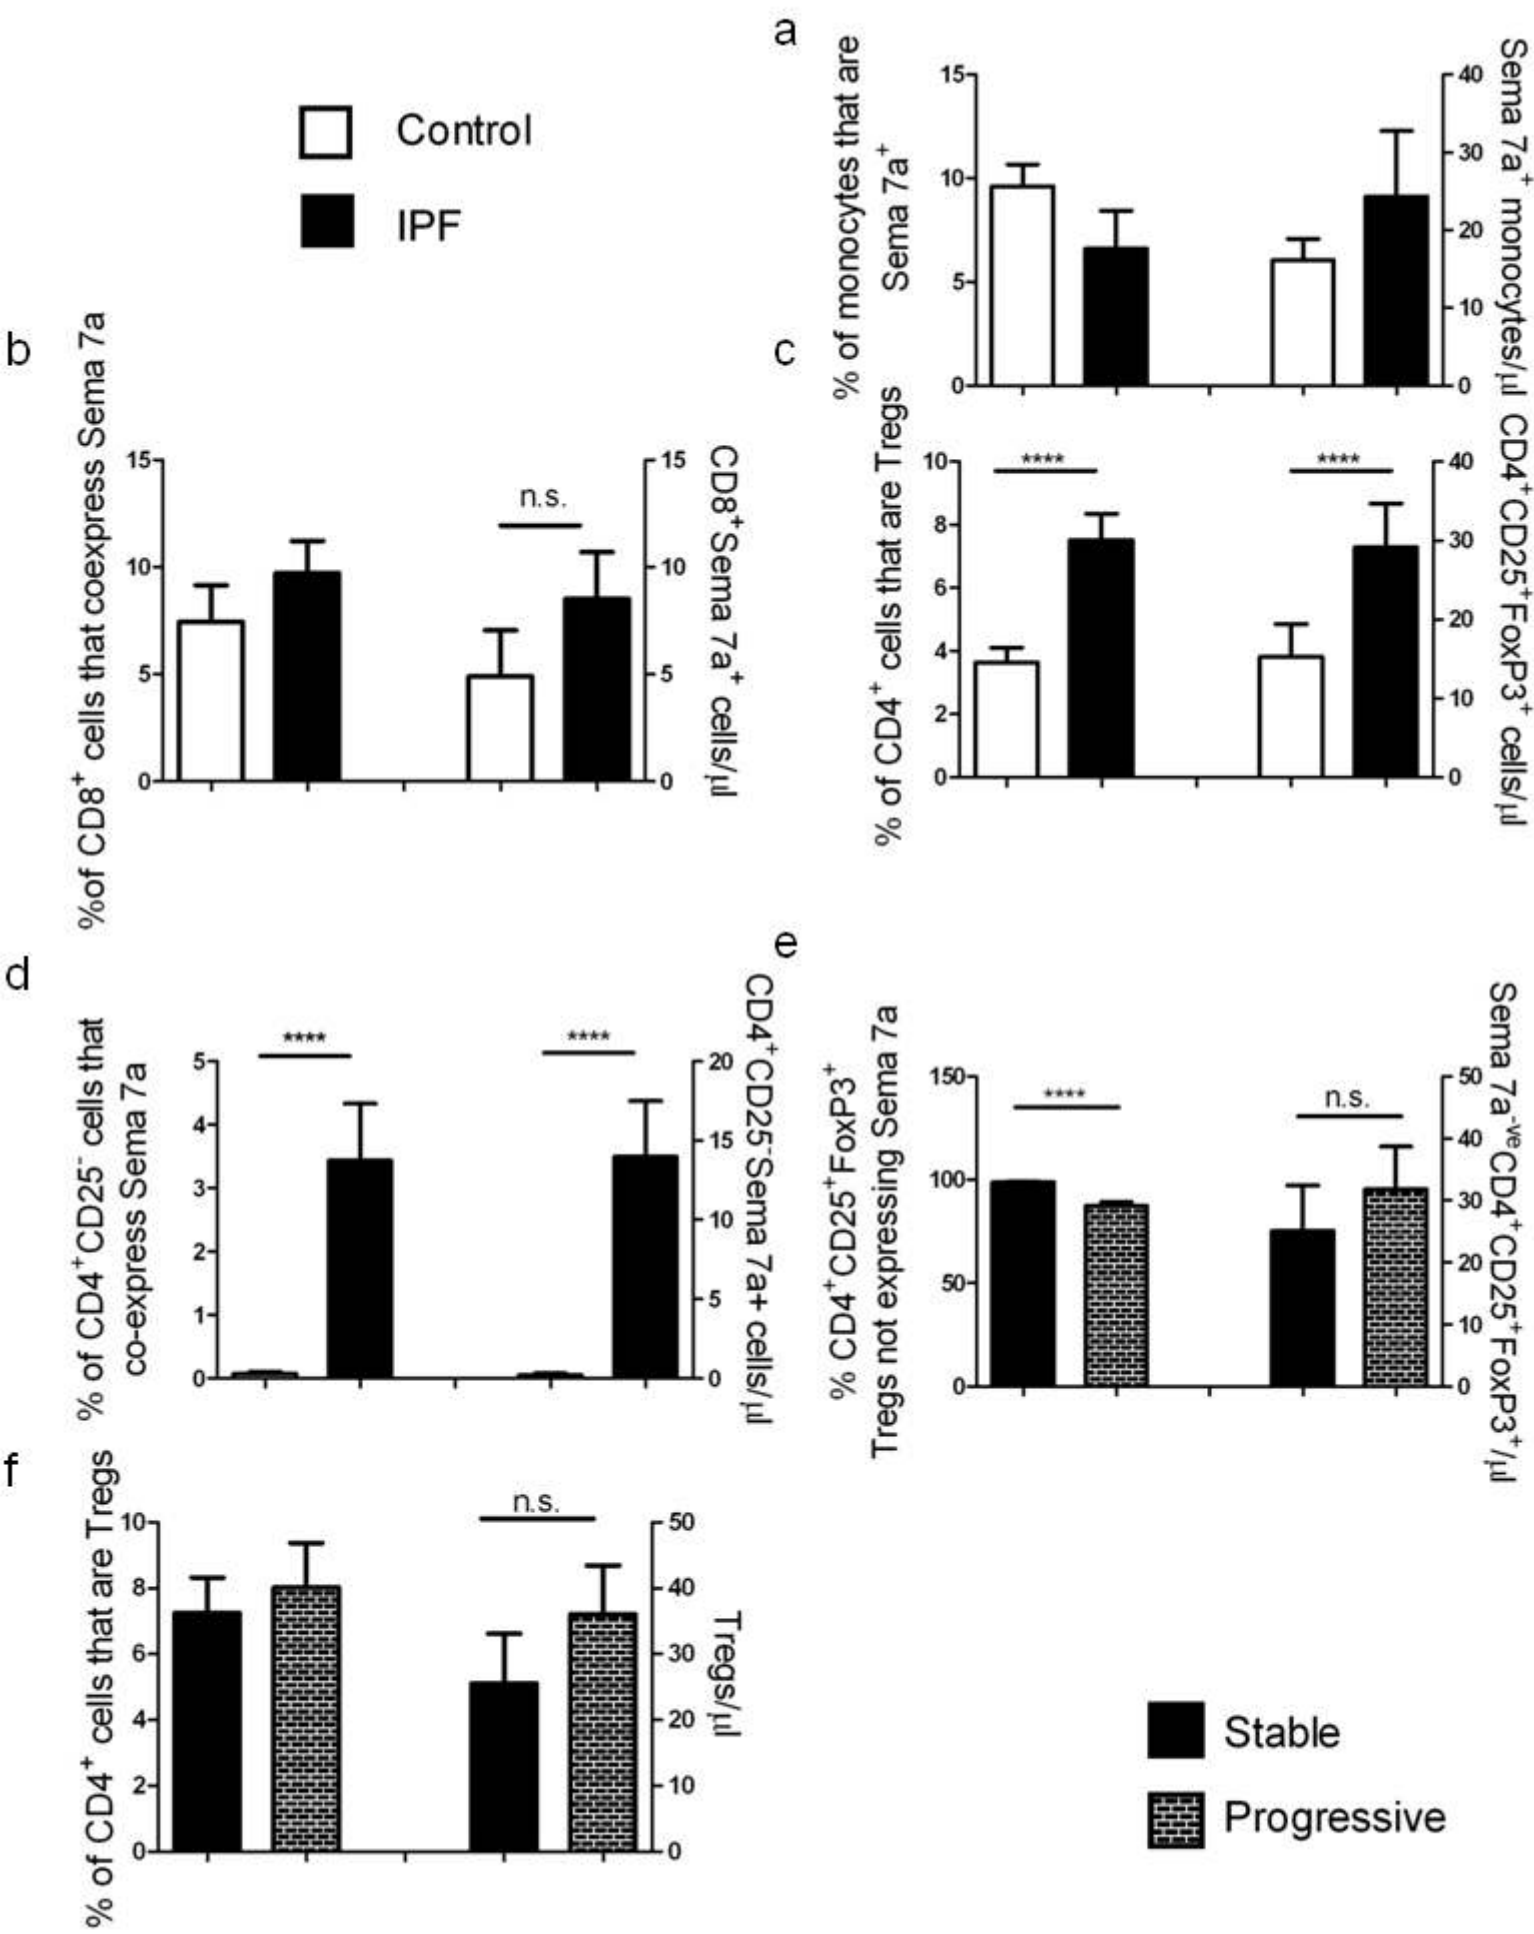 a
Control
IPF
% of monocytes that are
Sema 7a⁺
15
10
5
0
40
30
20
10
0
Sema 7a⁺ monocytes/µl
b
%of CD8⁺ cells that coexpress Sema 7a
15
10
5
0
n.s.
15
10
5
0
CD8⁺Sema 7a⁺ cells/µl
c
% of CD4⁺ cells that are Tregs
10
8
6
4
2
0
****
****
40
30
20
10
0
CD4⁺CD25⁺FoxP3⁺ cells/µl
d
% of CD4⁺CD25⁻ cells that
co-express Sema 7a
5
4
3
2
1
0
****
****
20
15
10
5
0
CD4⁺CD25⁻Sema 7a+ cells/µl
e
% CD4⁺CD25⁺FoxP3⁺
Tregs not expressing Sema 7a
150
100
50
0
****
n.s.
50
40
30
20
10
0
Sema 7a⁻ᵛᵉCD4⁺CD25⁺FoxP3⁺/µl
f
% of CD4⁺ cells that are Tregs
10
8
6
4
2
0
n.s.
50
40
30
20
10
0
Tregs/µl
Stable
Progressive